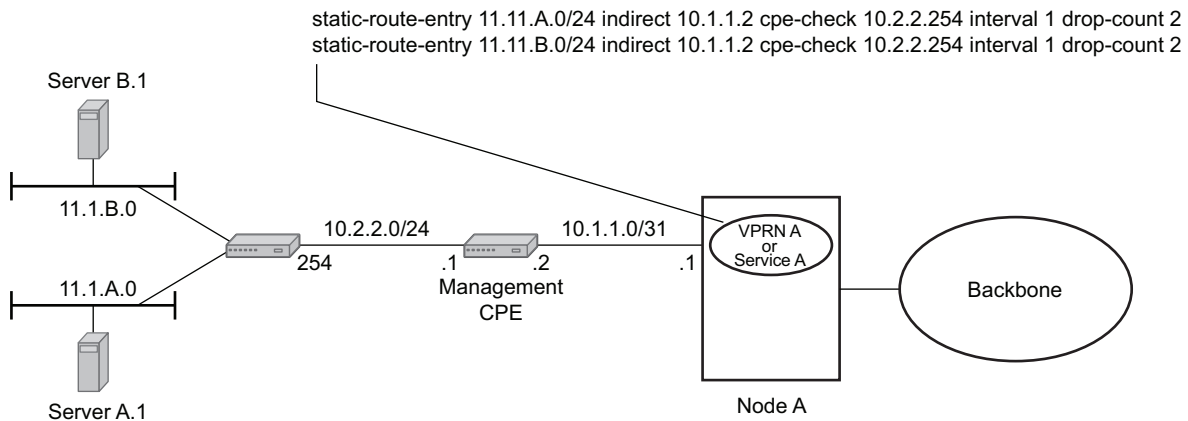 static-route-entry 11.11.A.0/24 indirect 10.1.1.2 cpe-check 10.2.2.254 interval 1 drop-count 2
static-route-entry 11.11.B.0/24 indirect 10.1.1.2 cpe-check 10.2.2.254 interval 1 drop-count 2
Server B.1
11.1.B.0
10.2.2.0/24
10.1.1.0/31
VPRN A
or
Service A
254
.1
.2
.1
Management
CPE
11.1.A.0
Backbone
Server A.1
Node A